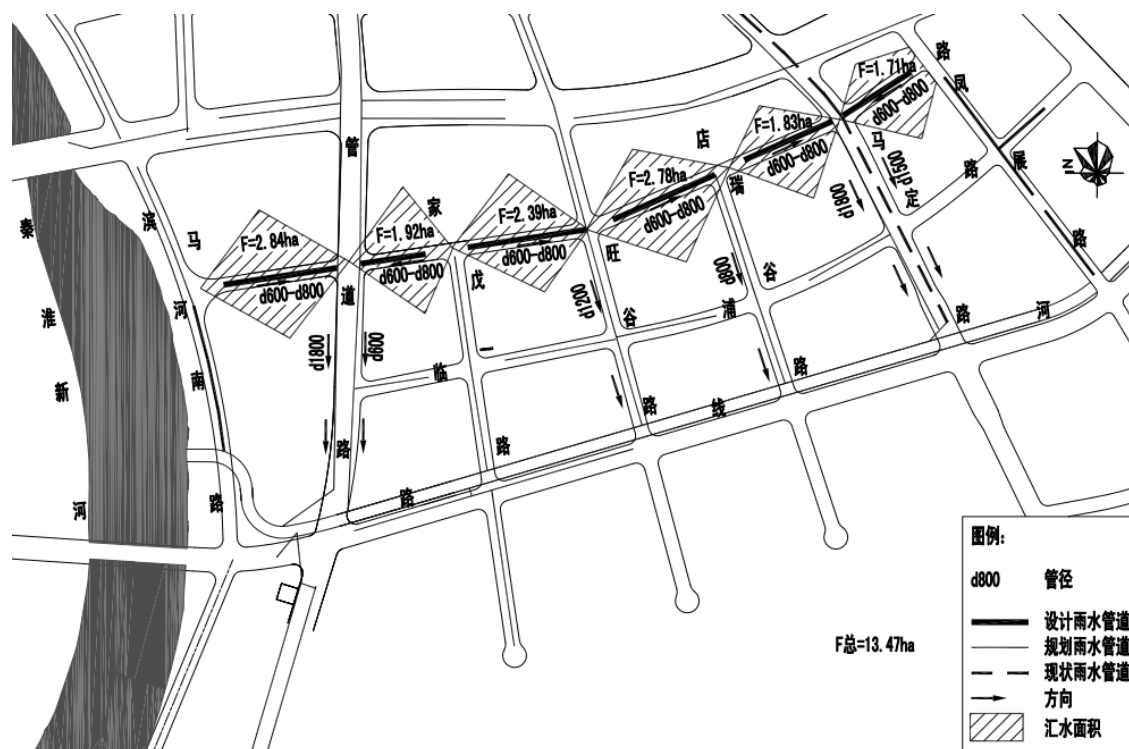 F=1.71ha
d600-d800
F=1.83ha
d600-d800
F=2.78ha
d600-d800
F=2.39ha
d600-d800
F=1.92ha
d600-d800
F=2.84ha
d600-d800
马家店路
滨河南路
秦淮新河
管道路
戊临路
旺谷路
瑞谷路
马定路
凤展路
浦线路
河路
d1800
d600
d1200
d800
d1800
d1500
N
F总=13.47ha
图例:
d800 管径
设计雨水管道
规划雨水管道
现状雨水管道
方向
汇水面积